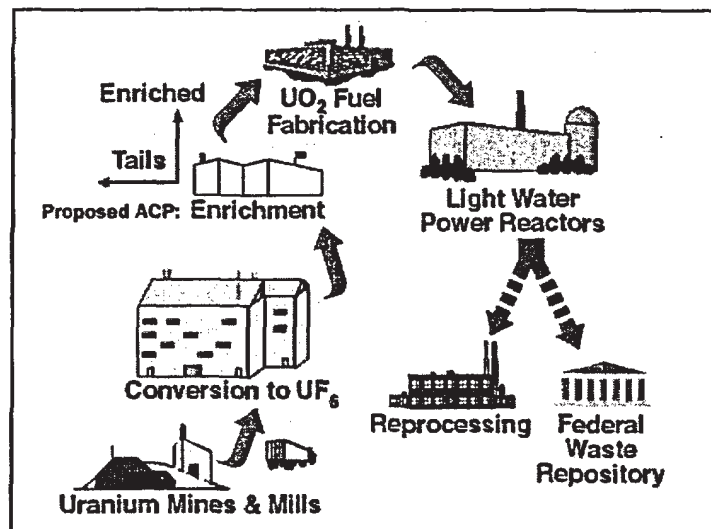 UO₂ Fuel
Fabrication
Enriched
Tails
Proposed ACP: Enrichment
Light Water
Power Reactors
Conversion to UF₆
Reprocessing
Federal
Waste
Repository
Uranium Mines & Mills